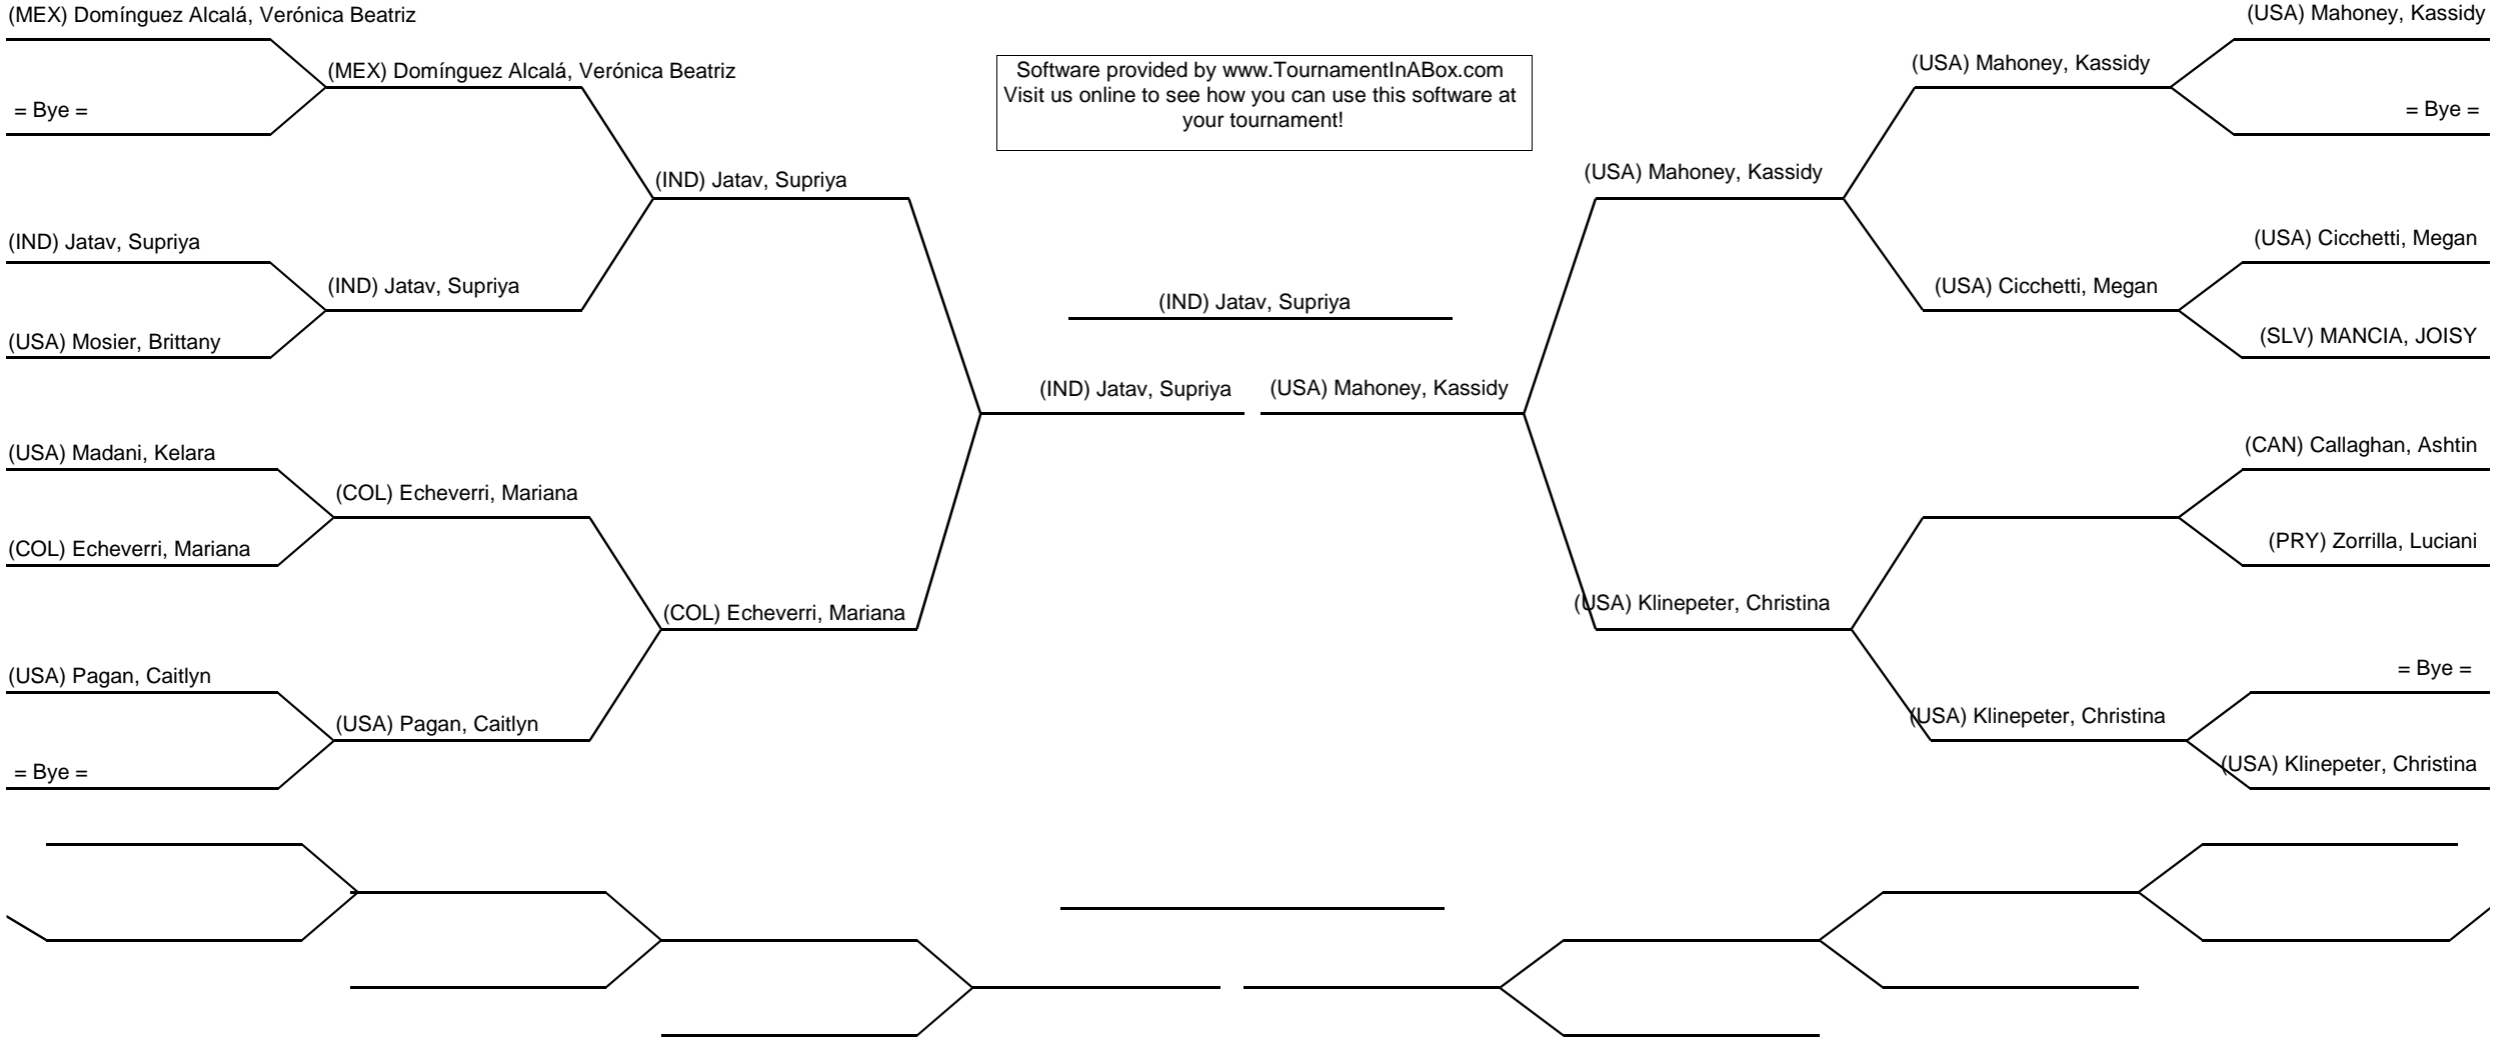 (MEX) Domínguez Alcalá, Verónica Beatriz
(MEX) Domínguez Alcalá, Verónica Beatriz
= Bye =
(IND) Jatav, Supriya
(IND) Jatav, Supriya
(IND) Jatav, Supriya
(USA) Mosier, Brittany
(USA) Madani, Kelara
(COL) Echeverri, Mariana
(COL) Echeverri, Mariana
(COL) Echeverri, Mariana
(USA) Pagan, Caitlyn
(USA) Pagan, Caitlyn
= Bye =
Software provided by www.TournamentInABox.com
Visit us online to see how you can use this software at
your tournament!
(IND) Jatav, Supriya
(IND) Jatav, Supriya
(USA) Mahoney, Kassidy
(USA) Mahoney, Kassidy
(USA) Mahoney, Kassidy
(USA) Mahoney, Kassidy
= Bye =
(USA) Cicchetti, Megan
(USA) Cicchetti, Megan
(SLV) MANCIA, JOISY
(CAN) Callaghan, Ashtin
(PRY) Zorrilla, Luciani
(USA) Klinepeter, Christina
= Bye =
(USA) Klinepeter, Christina
(USA) Klinepeter, Christina